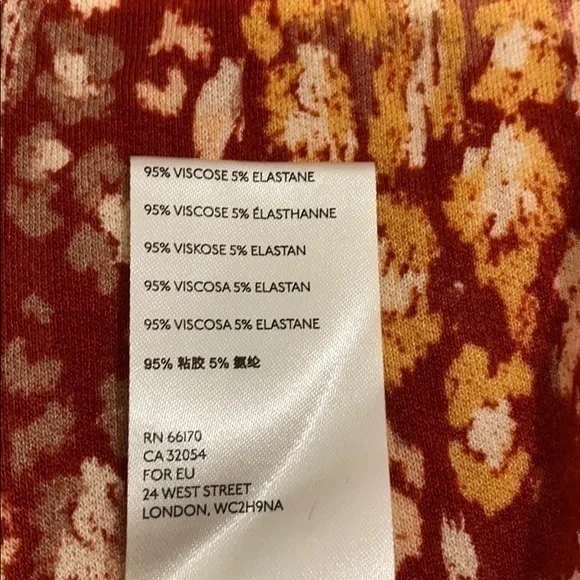 95% VISCOSE 5% ELASTANE
95% VISCOSE 5% ÉLASTHANNE
95% VISKOSE 5% ELASTAN
95% VISCOSA 5% ELASTAN
95% VISCOSA 5% ELASTANE
95% 粘胶 5% 氨纶
RN 66170
CA 32054
FOR EU
24 WEST STREET
LONDON, WC2H9NA